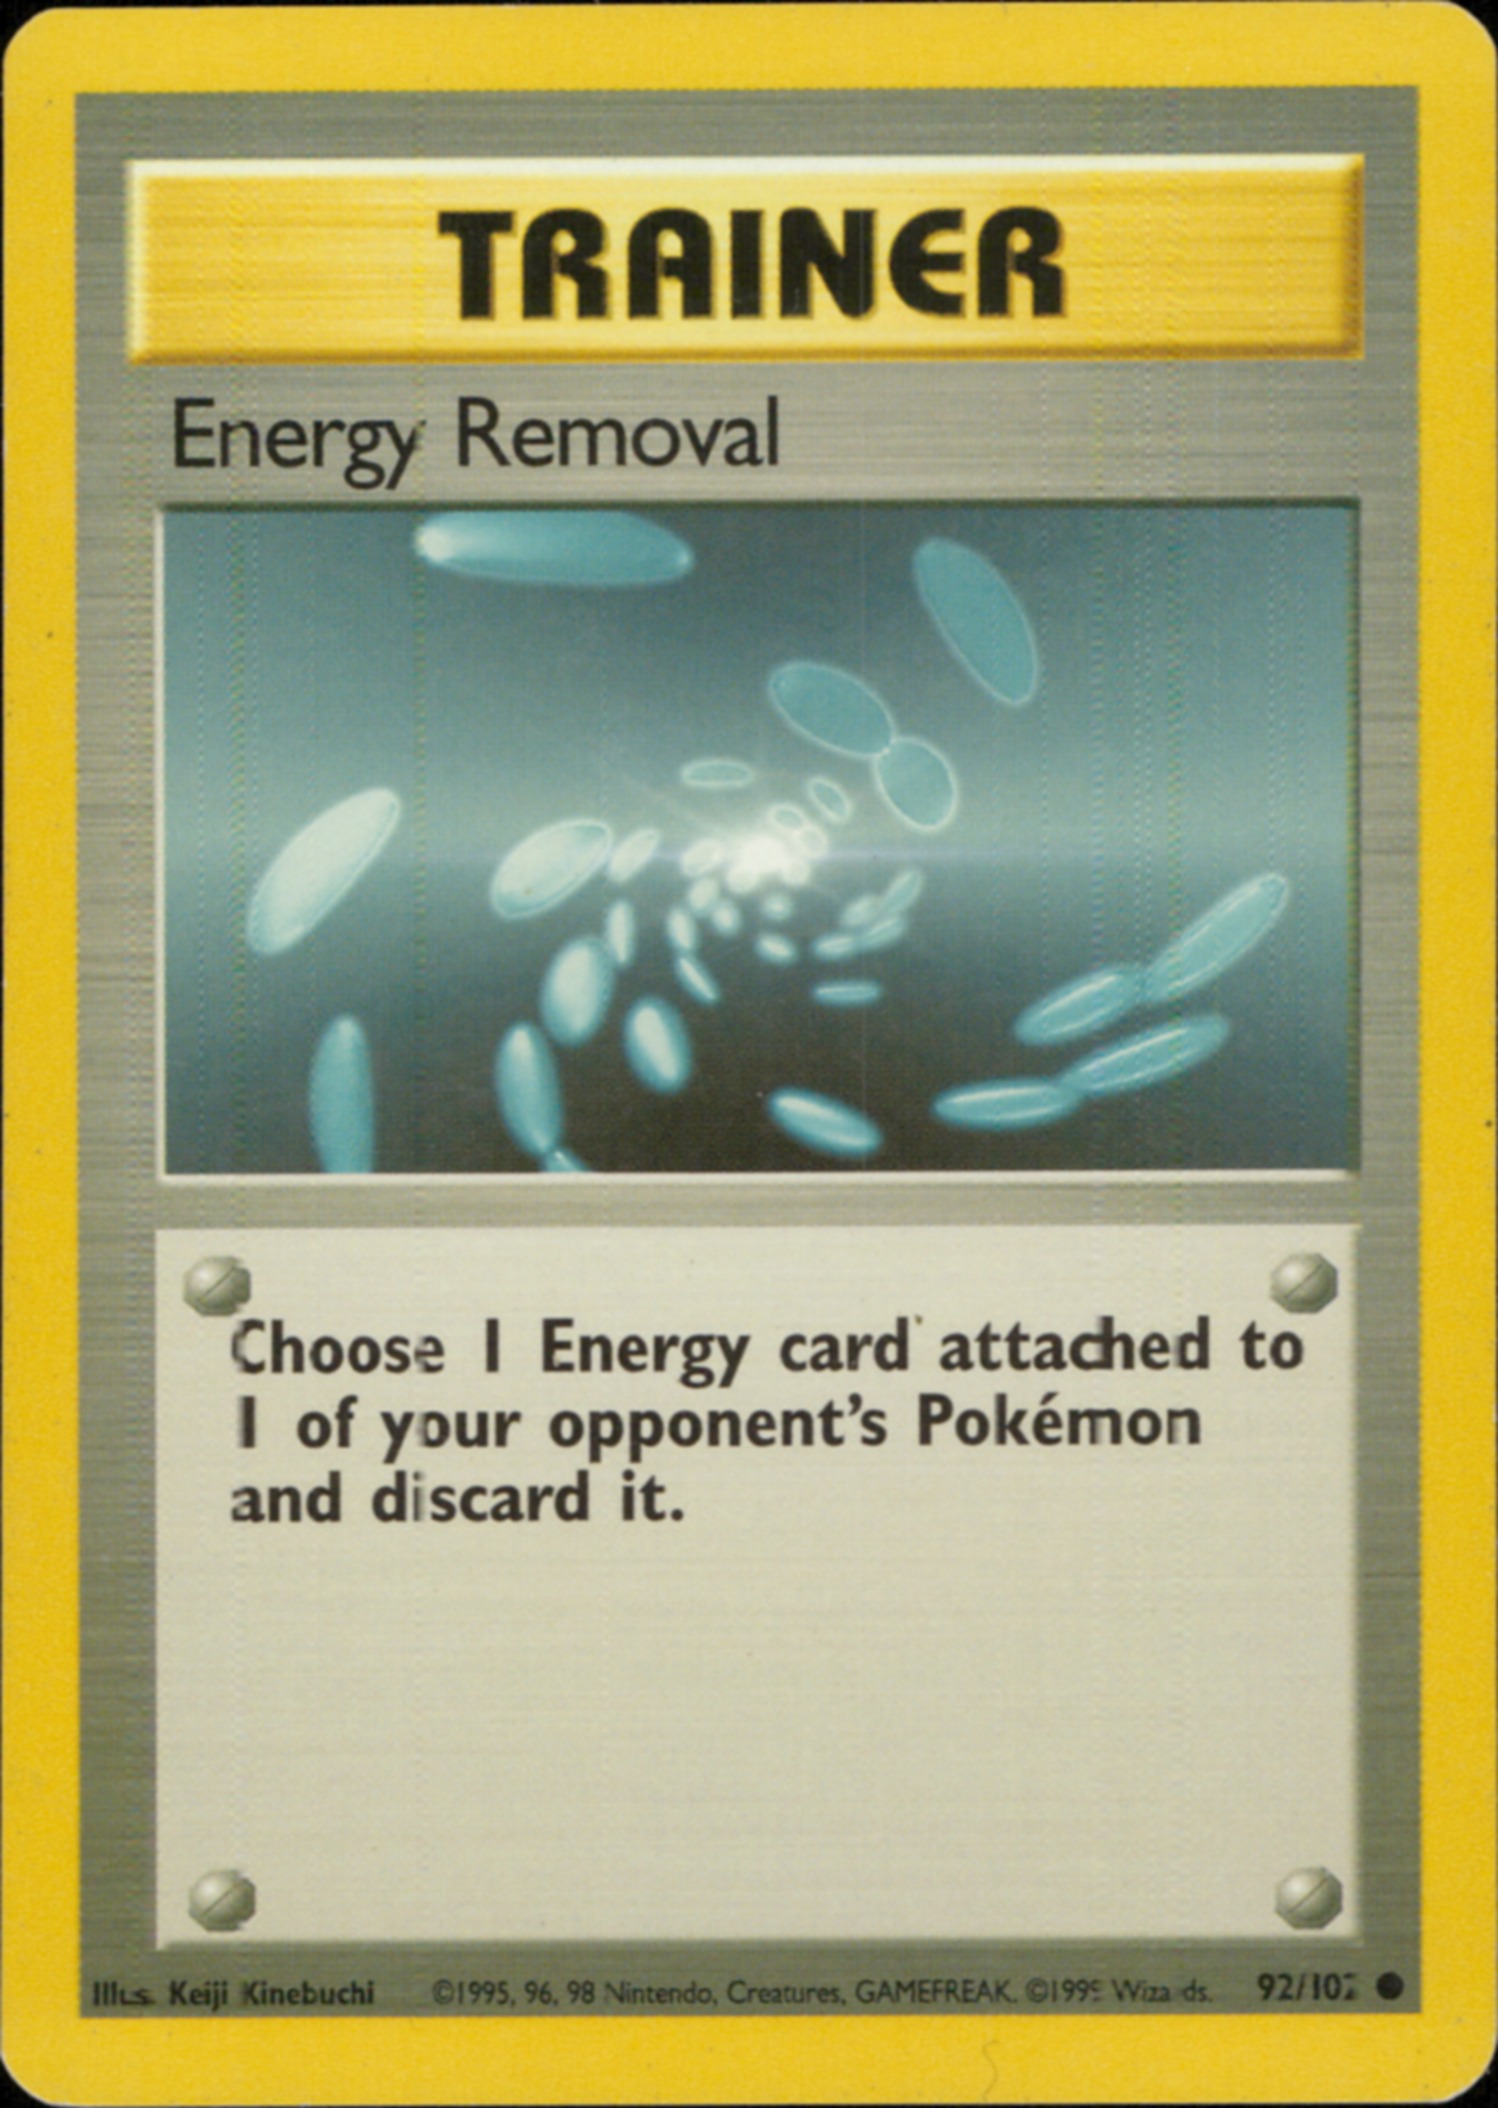 TRAINER
Energy Removal
Choose 1 Energy card attached to
1 of your opponent's Pokémon
and discard it.
Illus. Keiji Kinebuchi ©1995, 96, 98 Nintendo, Creatures, GAMEFREAK. ©1999 Wizards. 92/102